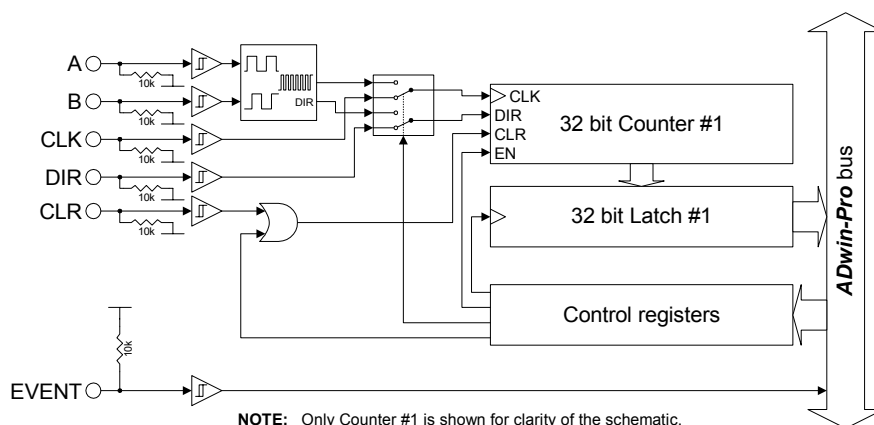 A
10k
B
10k
CLK
10k
DIR
10k
CLR
10k
DIR
CLK
DIR
CLR
EN
32 bit Counter #1
32 bit Latch #1
Control registers
ADwin-Pro bus
10k
EVENT
NOTE: Only Counter #1 is shown for clarity of the schematic.